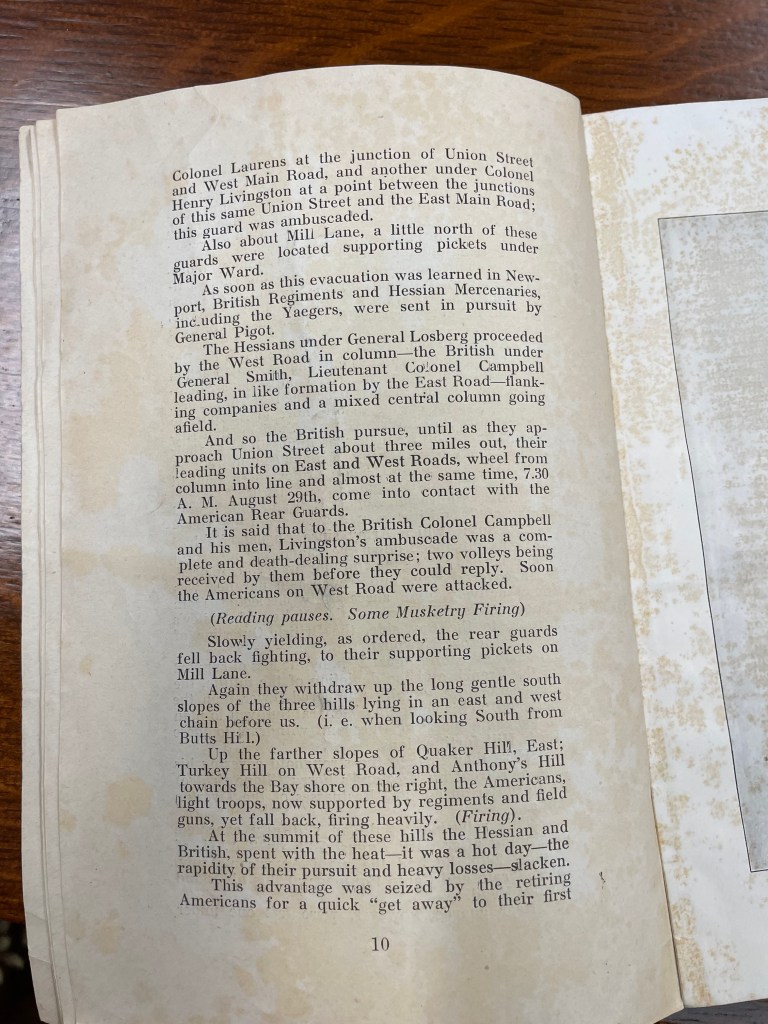 Colonel Laurens at the junction of Union Street
and West Main Road, and another under Colonel
Henry Livingston at a point between the junctions
of this same Union Street and the East Main Road;
this guard was ambuscaded.
Also about Mill Lane, a little north of these
guards were located supporting pickets under
Major Ward.
As soon as this evacuation was learned in New-
port, British Regiments and Hessian Mercenaries,
including the Yaegers, were sent in pursuit by
General Pigot.
The Hessians under General Losberg proceeded
by the West Road in column—the British under
General Smith, Lieutenant Colonel Campbell
leading, in like formation by the East Road—flank-
ing companies and a mixed central column going
afield.
And so the British pursue, until as they ap-
proach Union Street about three miles out, their
leading units on East and West Roads, wheel from
column into line and almost at the same time, 7.30
A. M. August 29th, come into contact with the
American Rear Guards.
It is said that to the British Colonel Campbell
and his men, Livingston's ambuscade was a com-
plete and death-dealing surprise; two volleys being
received by them before they could reply. Soon
the Americans on West Road were attacked.
(Reading pauses. Some Musketry Firing)
Slowly yielding, as ordered, the rear guards
fell back fighting, to their supporting pickets on
Mill Lane.
Again they withdraw up the long gentle south
slopes of the three hills lying in an east and west
chain before us. (i. e. when looking South from
Butts Hill.)
Up the farther slopes of Quaker Hill, East;
Turkey Hill on West Road, and Anthony's Hill
towards the Bay shore on the right, the Americans,
light troops, now supported by regiments and field
guns, yet fall back, firing heavily. (Firing).
At the summit of these hills the Hessian and
British, spent with the heat—it was a hot day—the
rapidity of their pursuit and heavy losses—slacken.
This advantage was seized by the retiring
Americans for a quick "get away" to their first
10